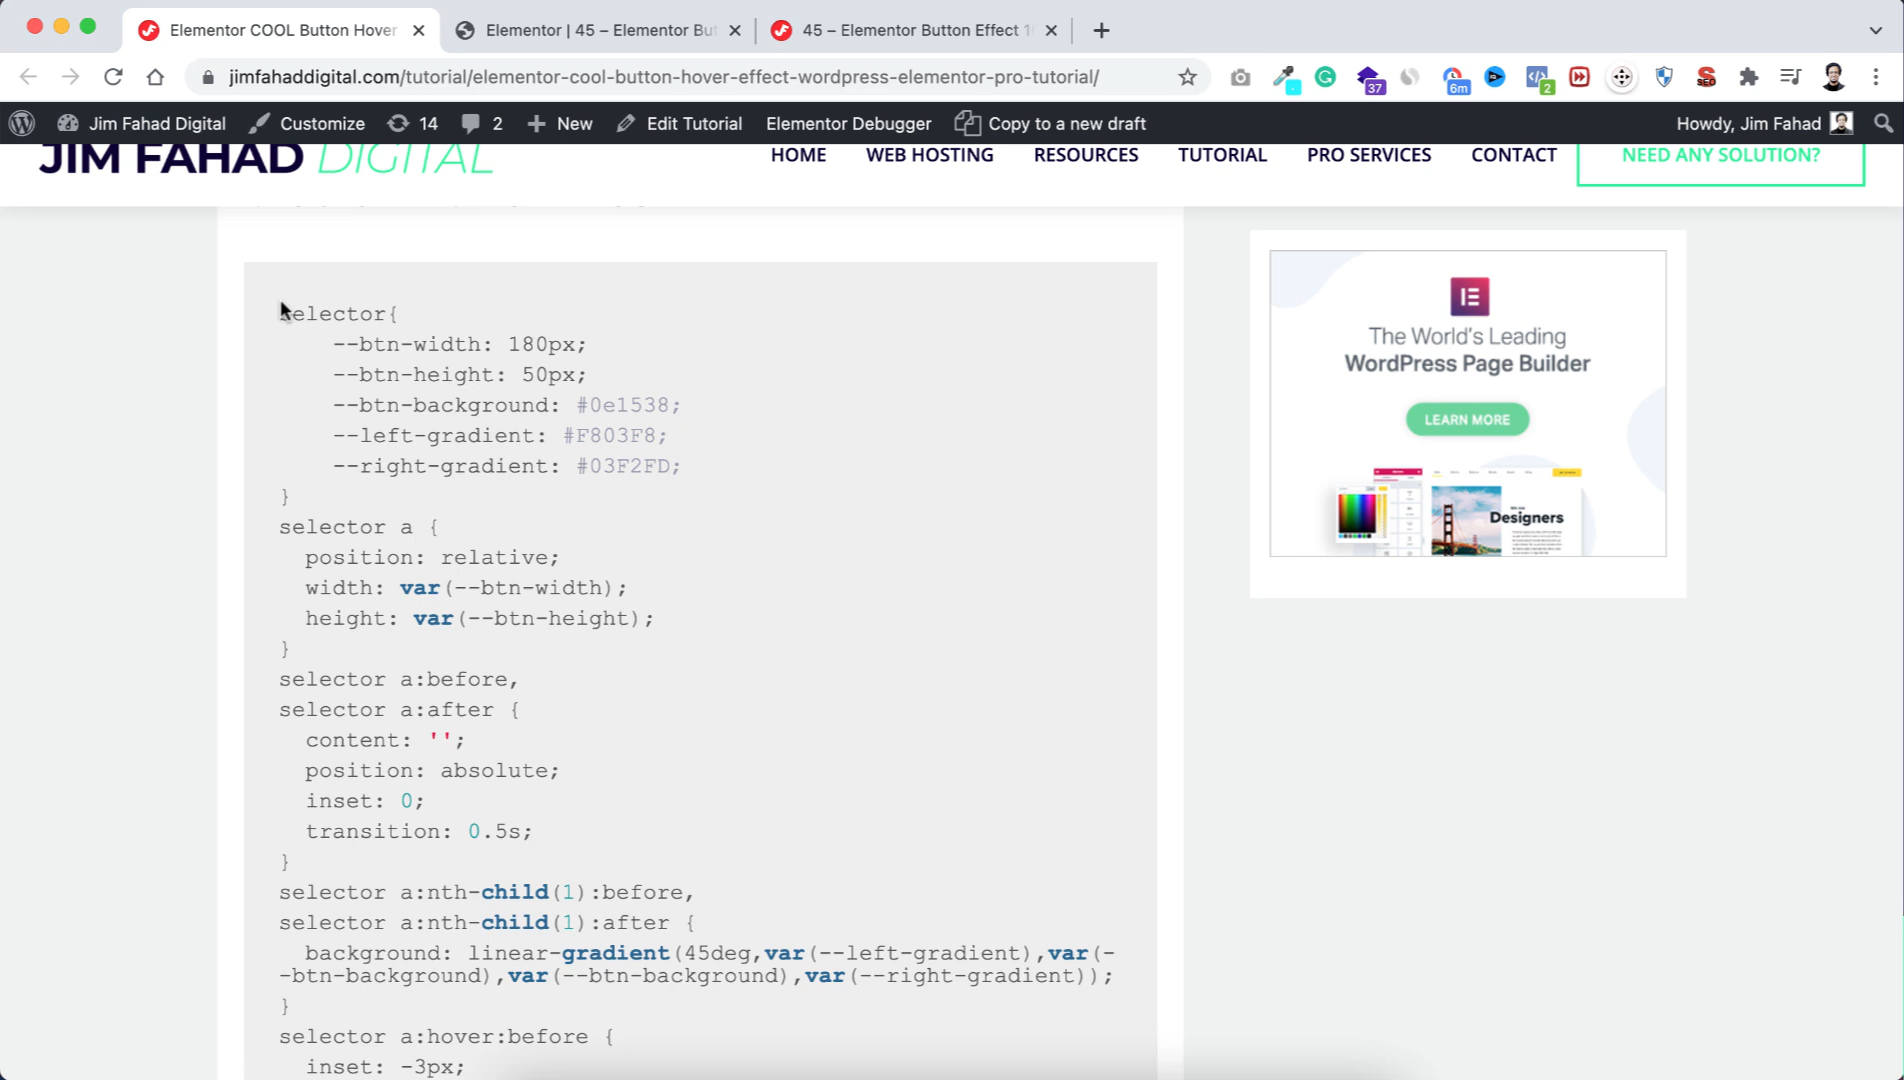 Elementor COOL Button Hover
Elementor | 45 – Elementor But
45 – Elementor Button Effect 1
jimfahaddigital.com/tutorial/elementor-cool-button-hover-effect-wordpress-elementor-pro-tutorial/
37
6m
2
SEO
Jim Fahad Digital
Customize
14
2
New
Edit Tutorial
Elementor Debugger
Copy to a new draft
Howdy, Jim Fahad
JIM FAHAD DIGITAL
HOME
WEB HOSTING
RESOURCES
TUTORIAL
PRO SERVICES
CONTACT
NEED ANY SOLUTION?
selector{
--btn-width: 180px;
--btn-height: 50px;
--btn-background: #0e1538;
--left-gradient: #F803F8;
--right-gradient: #03F2FD;
}
selector a {
position: relative;
width: var(--btn-width);
height: var(--btn-height);
}
selector a:before,
selector a:after {
content: '';
position: absolute;
inset: 0;
transition: 0.5s;
}
selector a:nth-child(1):before,
selector a:nth-child(1):after {
background: linear-gradient(45deg,var(--left-gradient),var(-
-btn-background),var(--btn-background),var(--right-gradient));
}
selector a:hover:before {
inset: -3px;
The World's Leading
WordPress Page Builder
LEARN MORE
Designers